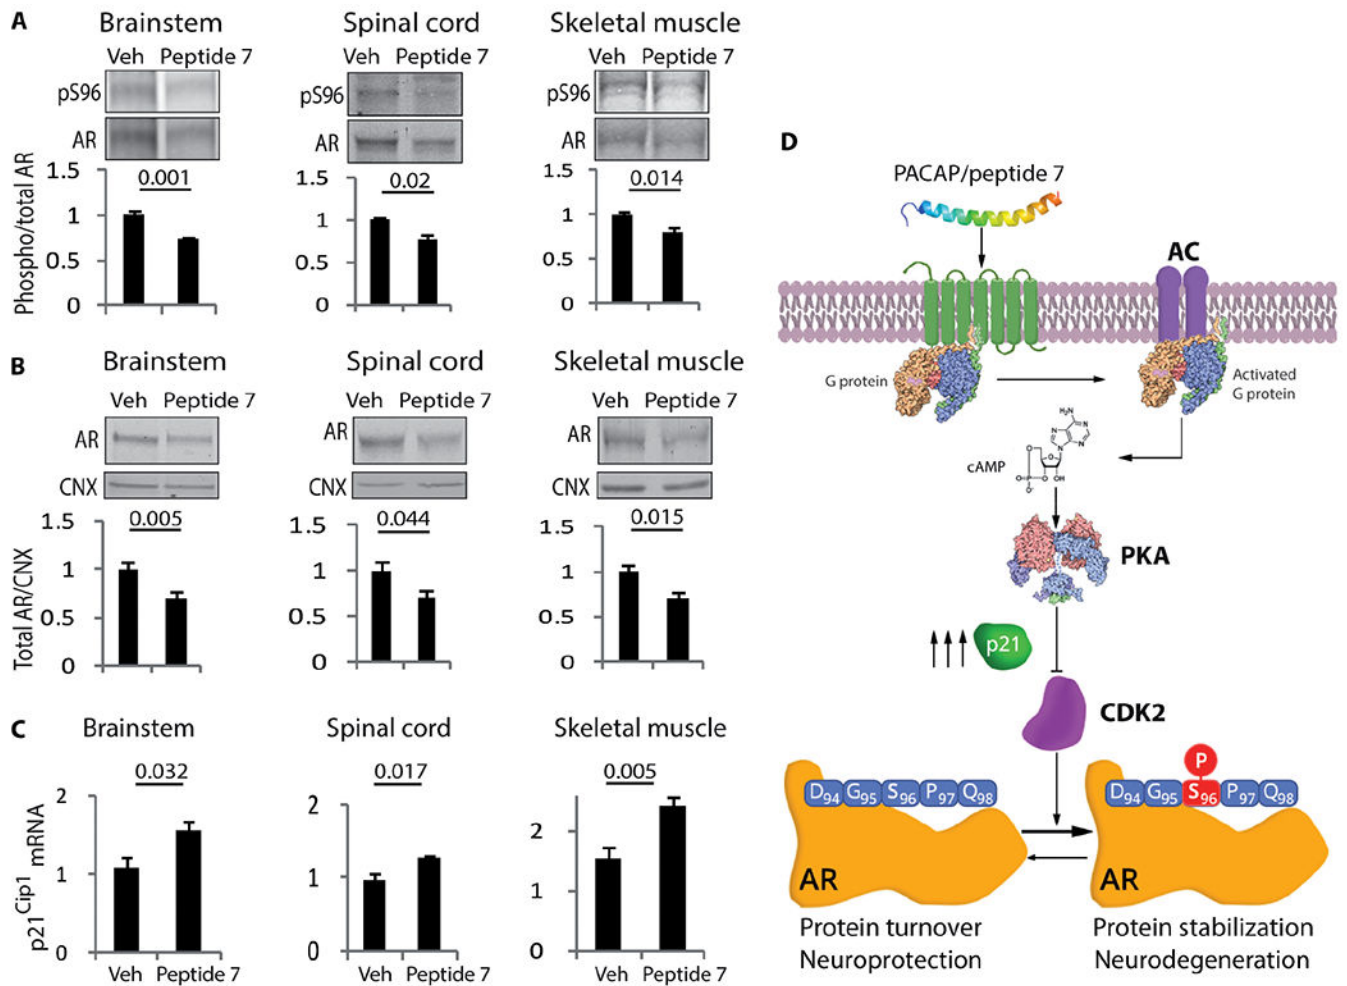 A
Brainstem
Spinal cord
Skeletal muscle
Veh Peptide 7
Veh Peptide 7
Veh Peptide 7
pS96
pS96
pS96
AR
AR
AR
Phospho/total AR
1.5
1
0.5
0
0.001
1.5
1
0.5
0
0.02
1.5
1
0.5
0
0.014
B
Brainstem
Spinal cord
Skeletal muscle
Veh Peptide 7
Veh Peptide 7
Veh Peptide 7
AR
AR
AR
CNX
CNX
CNX
Total AR/CNX
1.5
1
0.5
0
0.005
1.5
1
0.5
0
0.044
1.5
1
0.5
0
0.015
C
Brainstem
Spinal cord
Skeletal muscle
p21Cip1 mRNA
2
1
0
0.032
Veh Peptide 7
2
1
0
0.017
Veh Peptide 7
2
1
0
0.005
Veh Peptide 7
D
PACAP/peptide 7
AC
G protein
Activated
G protein
cAMP
NH2
N
N
N
N
O
O
O
P
O
O-
OH
PKA
p21
CDK2
P
D94 G95 S96 P97 Q98
D94 G95 S96 P97 Q98
AR
AR
Protein turnover
Neuroprotection
Protein stabilization
Neurodegeneration